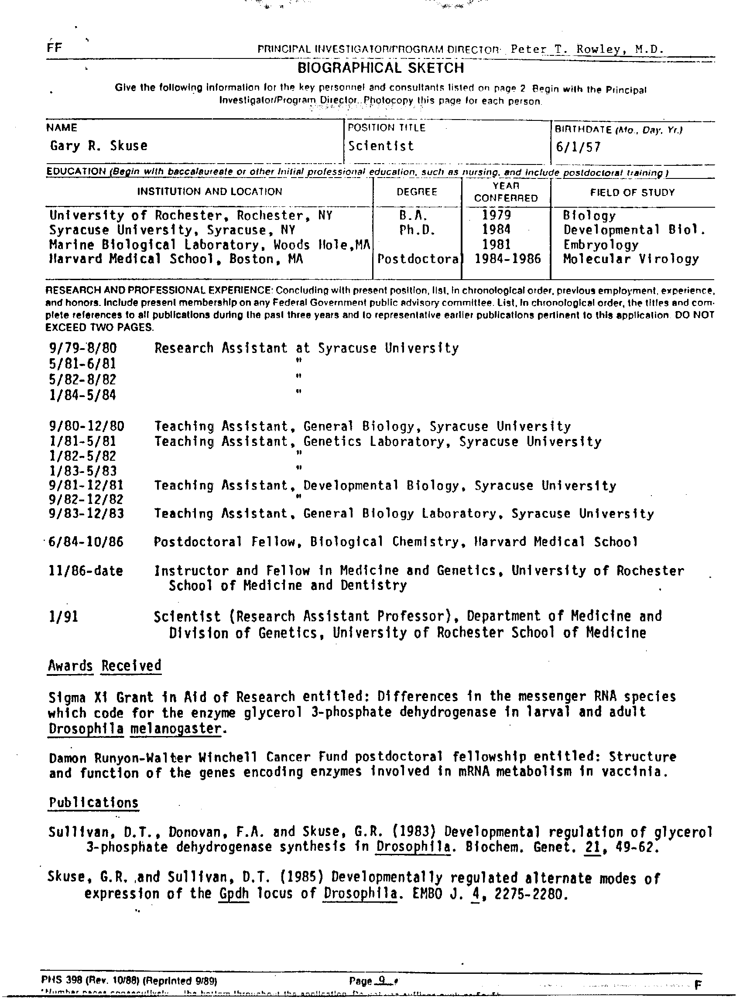 FF
PRINCIPAL INVESTIGATOR/PROGRAM DIRECTOR: Peter T. Rowley, M.D.
BIOGRAPHICAL SKETCH
Give the following information for the key personnel and consultants listed on page 2. Begin with the Principal
Investigator/Program Director. Photocopy this page for each person.
NAME POSITION TITLE BIRTHDATE (Mo., Day, Yr.)
Gary R. Skuse Scientist 6/1/57
EDUCATION (Begin with baccalaureate or other initial professional education, such as nursing, and include postdoctoral training.)
INSTITUTION AND LOCATION DEGREE YEAR CONFERRED FIELD OF STUDY
University of Rochester, Rochester, NY B.A. 1979 Biology
Syracuse University, Syracuse, NY Ph.D. 1984 Developmental Biol.
Marine Biological Laboratory, Woods Hole,MA 1981 Embryology
Harvard Medical School, Boston, MA Postdoctoral 1984-1986 Molecular Virology
RESEARCH AND PROFESSIONAL EXPERIENCE: Concluding with present position, list, in chronological order, previous employment, experience,
and honors. Include present membership on any Federal Government public advisory committee. List, in chronological order, the titles and com-
plete references to all publications during the past three years and to representative earlier publications pertinent to this application. DO NOT
EXCEED TWO PAGES.
9/79-8/80 Research Assistant at Syracuse University
5/81-6/81 "
5/82-8/82 "
1/84-5/84 "
9/80-12/80 Teaching Assistant, General Biology, Syracuse University
1/81-5/81 Teaching Assistant, Genetics Laboratory, Syracuse University
1/82-5/82 "
1/83-5/83 "
9/81-12/81 Teaching Assistant, Developmental Biology, Syracuse University
9/82-12/82 "
9/83-12/83 Teaching Assistant, General Biology Laboratory, Syracuse University
6/84-10/86 Postdoctoral Fellow, Biological Chemistry, Harvard Medical School
11/86-date Instructor and Fellow in Medicine and Genetics, University of Rochester
School of Medicine and Dentistry
1/91 Scientist (Research Assistant Professor), Department of Medicine and
Division of Genetics, University of Rochester School of Medicine
Awards Received
Sigma Xi Grant in Aid of Research entitled: Differences in the messenger RNA species
which code for the enzyme glycerol 3-phosphate dehydrogenase in larval and adult
Drosophila melanogaster.
Damon Runyon-Walter Winchell Cancer Fund postdoctoral fellowship entitled: Structure
and function of the genes encoding enzymes involved in mRNA metabolism in vaccinia.
Publications
Sullivan, D.T., Donovan, F.A. and Skuse, G.R. (1983) Developmental regulation of glycerol
3-phosphate dehydrogenase synthesis in Drosophila. Biochem. Genet. 21, 49-62.
Skuse, G.R. and Sullivan, D.T. (1985) Developmentally regulated alternate modes of
expression of the Gpdh locus of Drosophila. EMBO J. 4, 2275-2280.
PHS 398 (Rev. 10/88) (Reprinted 9/89) Page 9 F